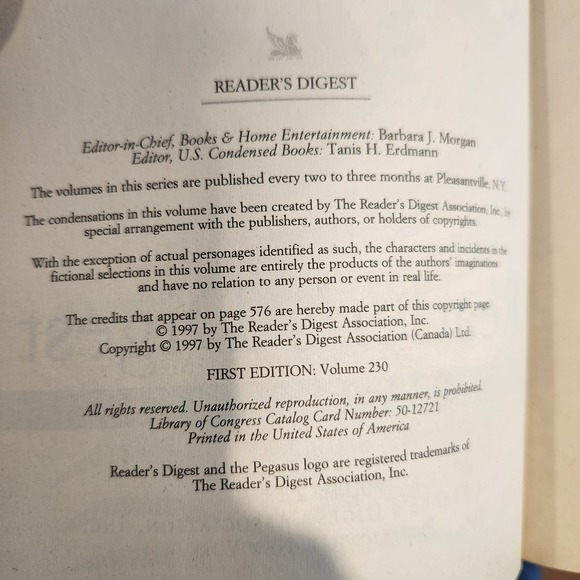 READER'S DIGEST
Editor-in-Chief, Books & Home Entertainment: Barbara J. Morgan
Editor, U.S. Condensed Books: Tanis H. Erdmann
The volumes in this series are published every two to three months at Pleasantville, N.Y.
The condensations in this volume have been created by The Reader's Digest Association, Inc., by
special arrangement with the publishers, authors, or holders of copyrights.
With the exception of actual personages identified as such, the characters and incidents in the
fictional selections in this volume are entirely the products of the authors' imaginations
and have no relation to any person or event in real life.
The credits that appear on page 576 are hereby made part of this copyright page.
© 1997 by The Reader's Digest Association, Inc.
Copyright © 1997 by The Reader's Digest Association (Canada) Ltd.
FIRST EDITION: Volume 230
All rights reserved. Unauthorized reproduction, in any manner, is prohibited.
Library of Congress Catalog Card Number: 50-12721
Printed in the United States of America
Reader's Digest and the Pegasus logo are registered trademarks of
The Reader's Digest Association, Inc.